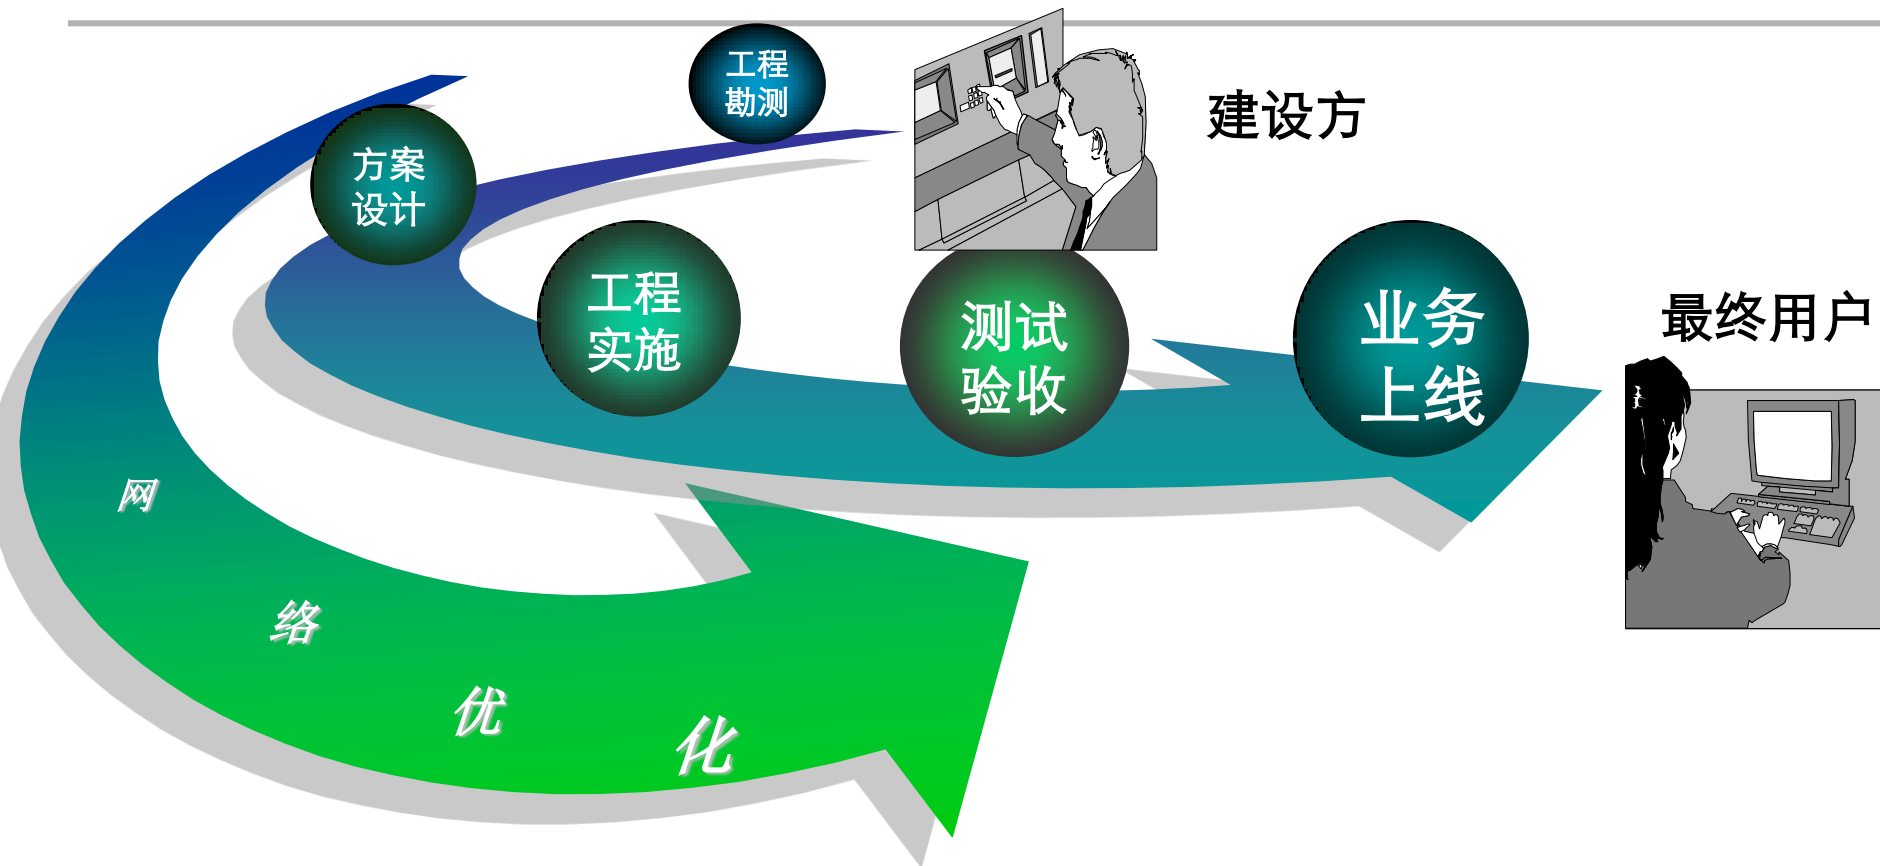 工程
勘测
建设方
方案
设计
工程
实施
测试
验收
业务
上线
最终用户
网
络
优
化